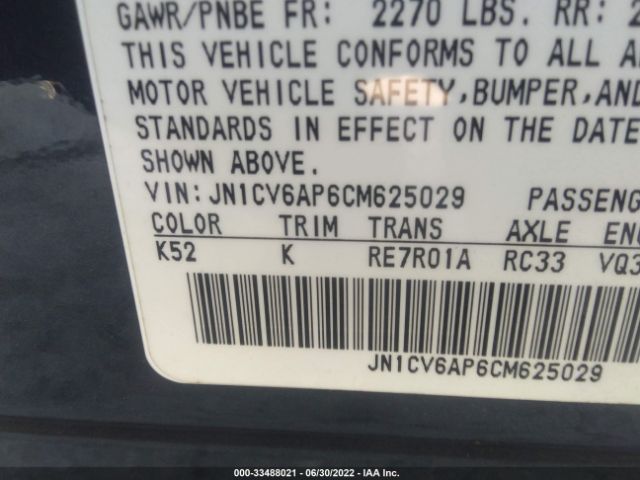 GAWR/PNBE FR: 2270 LBS. RR: 2
THIS VEHICLE CONFORMS TO ALL A
MOTOR VEHICLE SAFETY, BUMPER, AND
STANDARDS IN EFFECT ON THE DATE
SHOWN ABOVE.
VIN: JN1CV6AP6CM625029 PASSENG
COLOR TRIM TRANS AXLE EN
K52 K RE7R01A RC33 VQ3
JN1CV6AP6CM625029
000-33488021 - 06/30/2022 - IAA Inc.